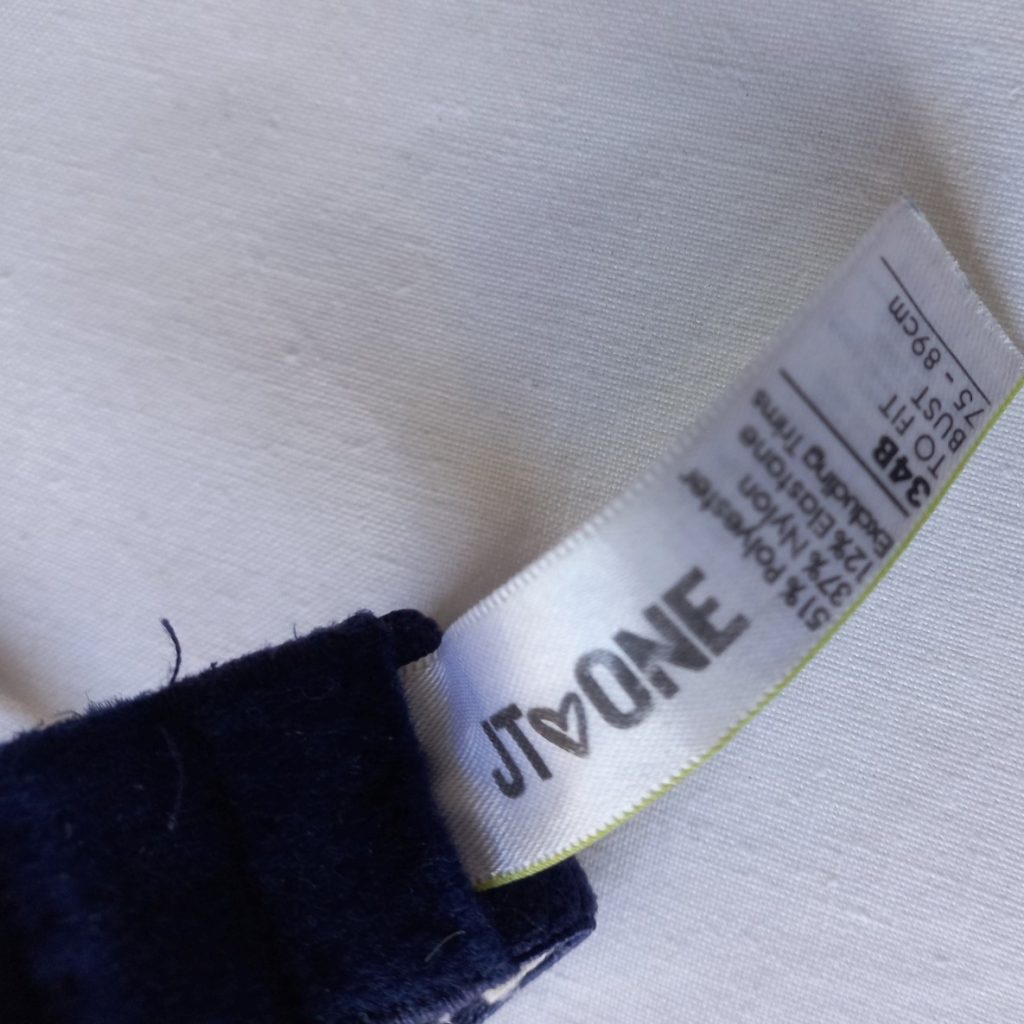 JT♡ONE
51% Polyester
37% Nylon
12% Elastane
Excluding Trims
34B
TO FIT
BUST
75 - 89cm